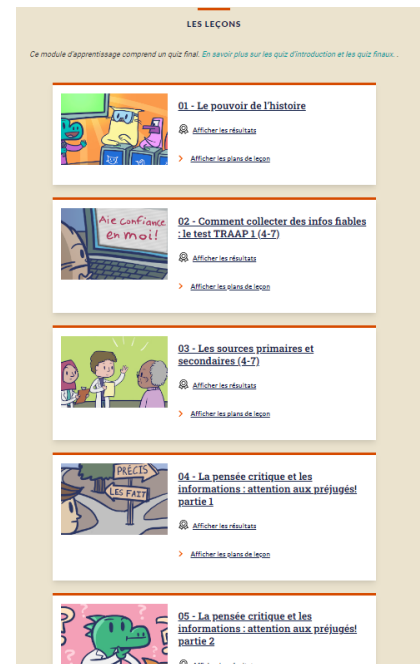 LES LEÇONS
Ce module d'apprentissage comprend un quiz final. En savoir plus sur les quiz d'introduction et les quiz finaux. .
01 - Le pouvoir de l'histoire
Afficher les résultats
Afficher les plans de leçon
Aie confiance
en moi!
02 - Comment collecter des infos fiables
: le test TRAAP 1 (4-7)
Afficher les résultats
Afficher les plans de leçon
03 - Les sources primaires et
secondaires (4-7)
Afficher les résultats
Afficher les plans de leçon
PRÉCIS
LES FAIT
04 - La pensée critique et les
informations : attention aux préjugés!
partie 1
Afficher les résultats
Afficher les plans de leçon
05 - La pensée critique et les
informations : attention aux préjugés!
partie 2